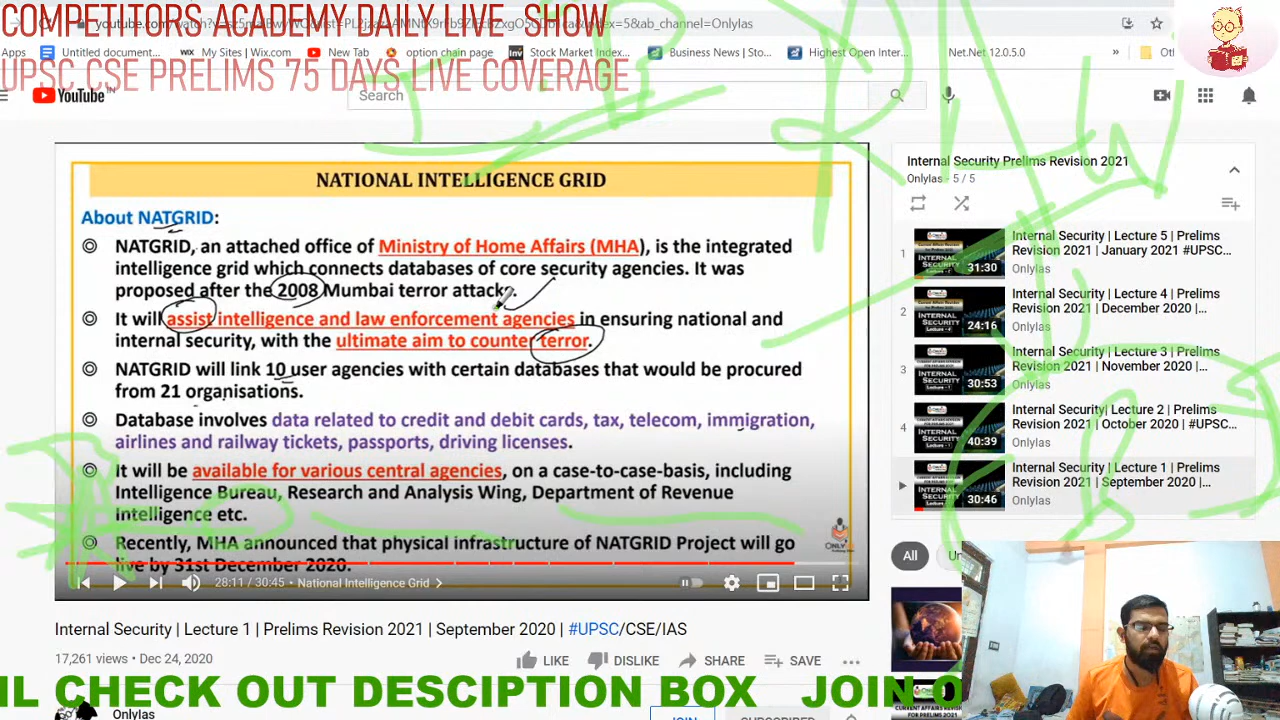 COMPETITORS ACADEMY DAILY LIVE SHOW
UPSC CSE PRELIMS 75 DAYS LIVE COVERAGE
Apps
Untitled document...
My Sites | Wix.com
New Tab
option chain page
Stock Market Index...
Business News | Sto...
Highest Open Inter...
Net.Net 12.0.5.0
»
YouTube
Search
NATIONAL INTELLIGENCE GRID
About NATGRID:
NATGRID, an attached office of Ministry of Home Affairs (MHA), is the integrated
intelligence grid which connects databases of core security agencies. It was
proposed after the 2008 Mumbai terror attacks.
It will assist intelligence and law enforcement agencies in ensuring national and
internal security, with the ultimate aim to counter terror.
NATGRID will link 10 user agencies with certain databases that would be procured
from 21 organisations.
Database involves data related to credit and debit cards, tax, telecom, immigration,
airlines and railway tickets, passports, driving licenses.
It will be available for various central agencies, on a case-to-case-basis, including
Intelligence Bureau, Research and Analysis Wing, Department of Revenue
Intelligence etc.
Recently, MHA announced that physical infrastructure of NATGRID Project will go
live by 31st December 2020.
28:11 / 30:45 • National Intelligence Grid
Internal Security | Lecture 1 | Prelims Revision 2021 | September 2020 | #UPSC/CSE/IAS
17,261 views • Dec 24, 2020
LIKE
DISLIKE
SHARE
SAVE
Internal Security Prelims Revision 2021
Onlyias - 5 / 5
1
31:30
Internal Security | Lecture 5 | Prelims
Revision 2021 | January 2021 #UPSC...
Onlyias
2
24:16
Internal Security | Lecture 4 | Prelims
Revision 2021 | December 2020 |...
Onlyias
3
30:53
Internal Security | Lecture 3 | Prelims
Revision 2021 | November 2020 |...
Onlyias
4
40:39
Internal Security| Lecture 2 | Prelims
Revision 2021 | October 2020 | #UPSC...
Onlyias
30:46
Internal Security | Lecture 1 | Prelims
Revision 2021 | September 2020 |...
Onlyias
All
IL CHECK OUT DESCIPTION BOX JOIN
Onlyias
JOIN
SUBSCRIBED